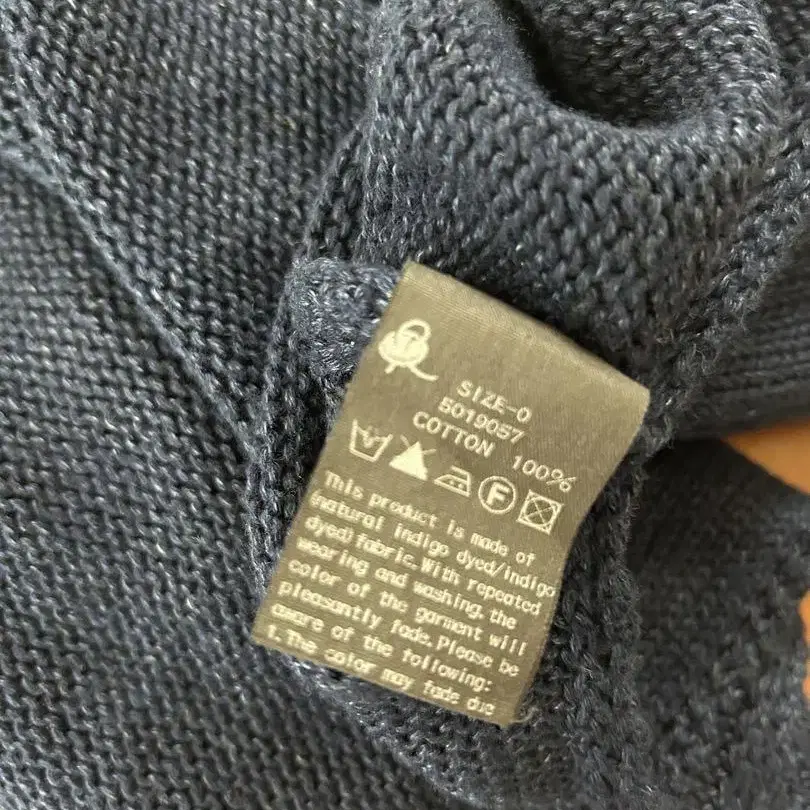 SIZE-0
5019057
COTTON 100%
F
This product is made of
(natural indigo dyed/indigo
dyed) fabric. With repeated
wearing and washing, the
color of the garment will
pleasantly fade. Please be
aware of the following:
1. The color may fade due